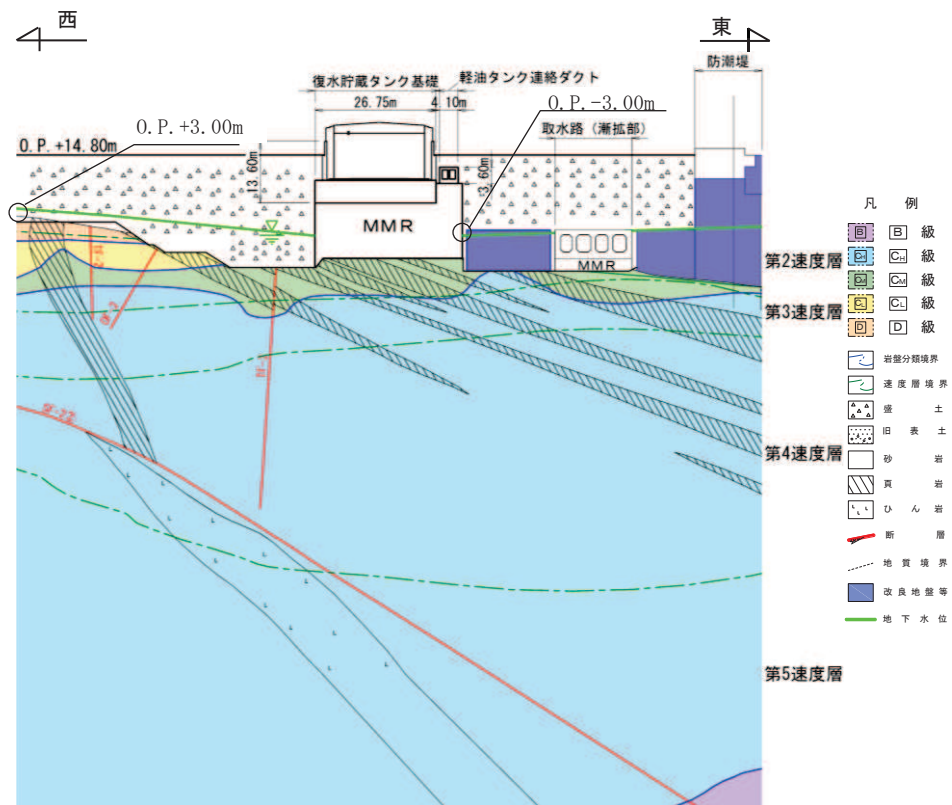 西
東
防潮堤
復水貯蔵タンク基礎
軽油タンク連絡ダクト
26.75m
4
10m
O.P.-3.00m
O.P.+3.00m
取水路（漸拡部）
O.P.+14.80m
13.60m
3.60m
MMR
MMR
凡 例
B B 級
CH CH 級
CM CM 級
CL CL 級
D D 級
岩盤分類境界
速度層境界
盛 土
旧 表 土
砂 岩
頁 岩
ひ ん 岩
断 層
地 質 境 界
改 良 地 盤 等
地 下 水 位
第2速度層
第3速度層
第4速度層
第5速度層